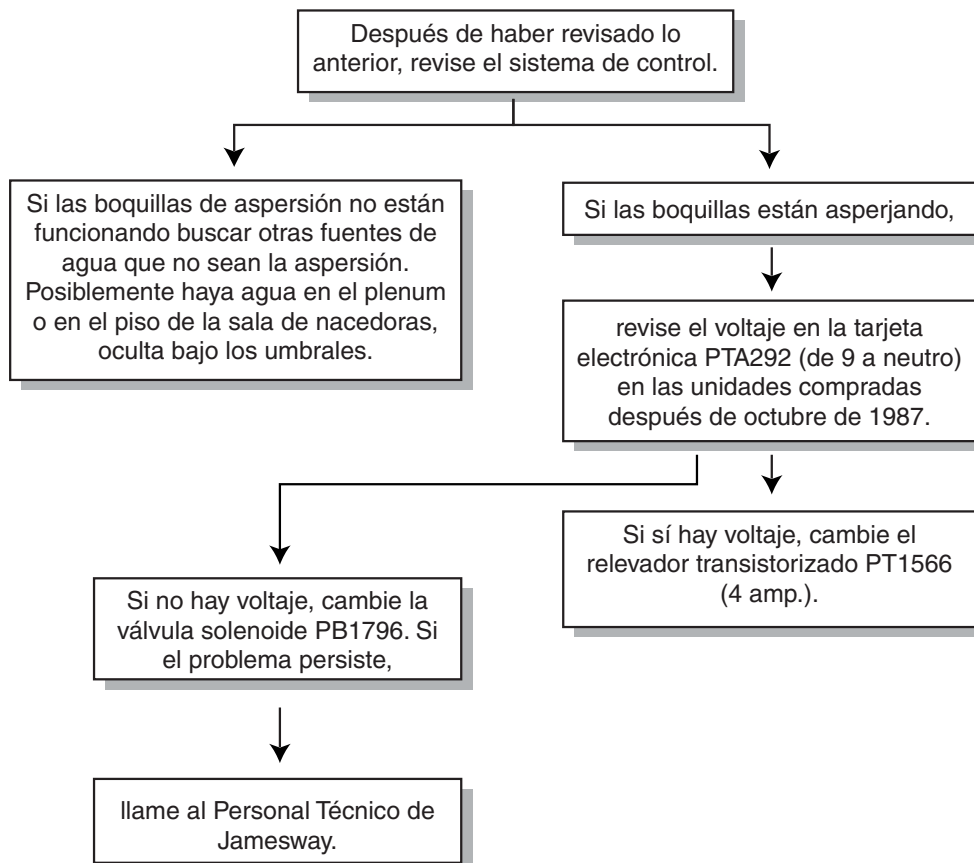 Después de haber revisado lo
anterior, revise el sistema de control.
Si las boquillas de aspersión no están
funcionando buscar otras fuentes de
agua que no sean la aspersión.
Posiblemente haya agua en el plenum
o en el piso de la sala de nacedoras,
oculta bajo los umbrales.
Si las boquillas están asperjando,
revise el voltaje en la tarjeta
electrónica PTA292 (de 9 a neutro)
en las unidades compradas
después de octubre de 1987.
Si sí hay voltaje, cambie el
relevador transistorizado PT1566
(4 amp.).
Si no hay voltaje, cambie la
válvula solenoide PB1796. Si
el problema persiste,
llame al Personal Técnico de
Jamesway.